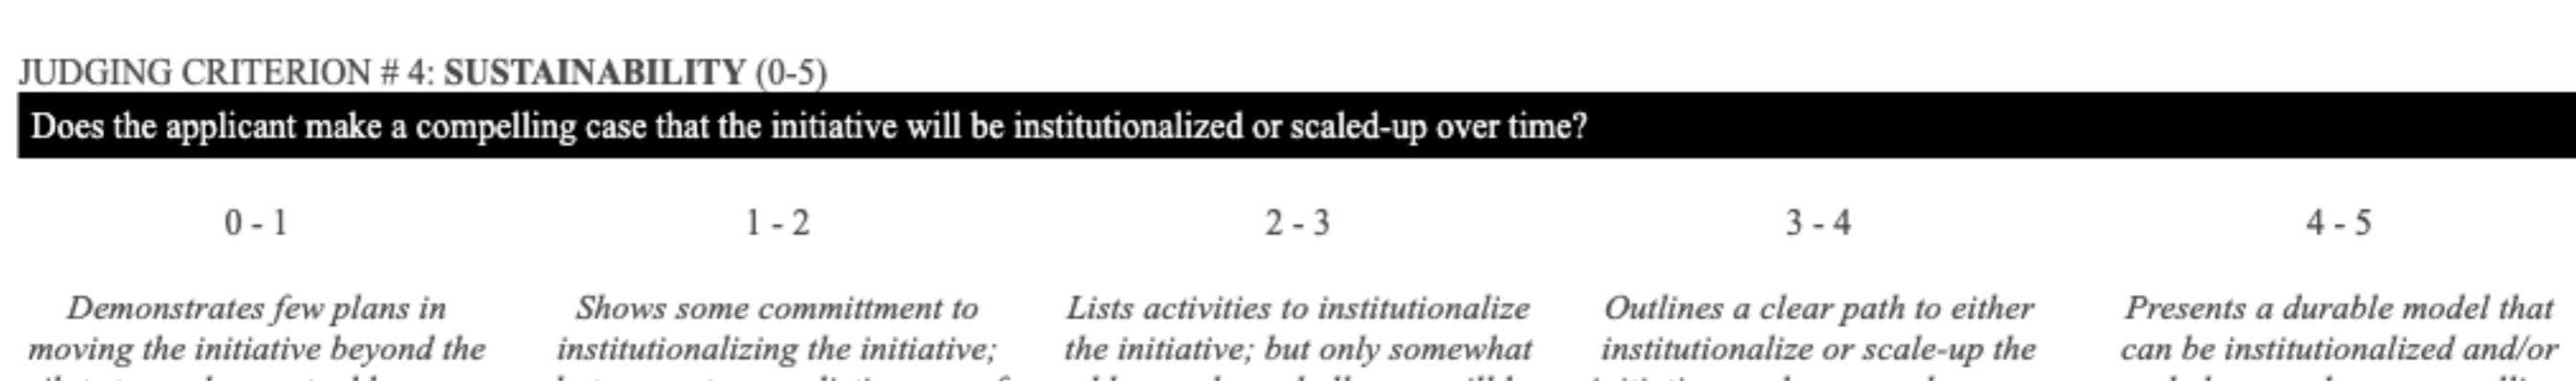 JUDGING CRITERION # 4: SUSTAINABILITY (0-5)
Does the applicant make a compelling case that the initiative will be institutionalized or scaled-up over time?
0 - 1
Demonstrates few plans in
moving the initiative beyond the
1 - 2
Shows some committment to
institutionalizing the initiative;
2 - 3
Lists activities to institutionalize
the initiative; but only somewhat
3 - 4
Outlines a clear path to either
institutionalize or scale-up the
4 - 5
Presents a durable model that
can be institutionalized and/or